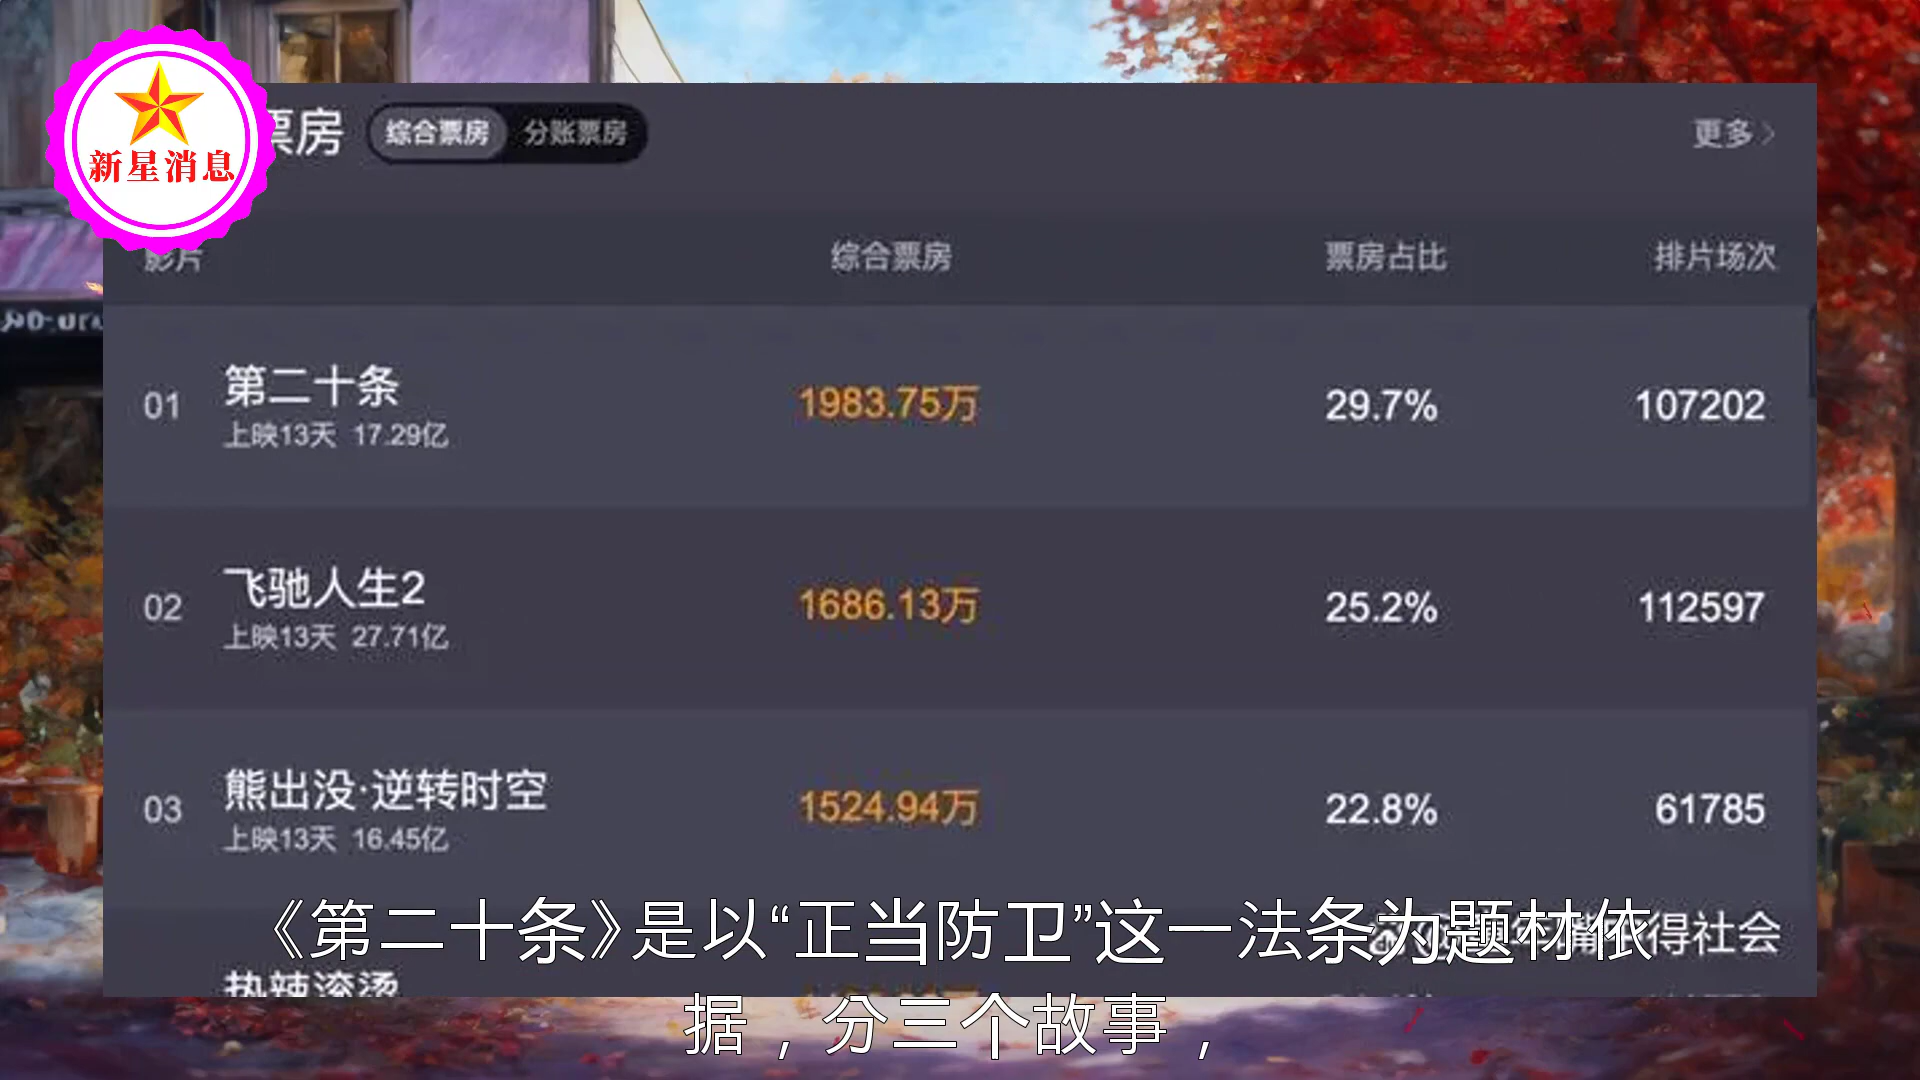 新星消息
票房 综合票房 分账票房 更多
影片 综合票房 票房占比 排片场次
01 第二十条 1983.75万 29.7% 107202
上映13天 17.29亿
02 飞驰人生2 1686.13万 25.2% 112597
上映13天 27.71亿
03 熊出没·逆转时空 1524.94万 22.8% 61785
上映13天 16.45亿
《第二十条》是以“正当防卫”这一法条为题材依
得社会
热辣滚烫
据，分三个故事，